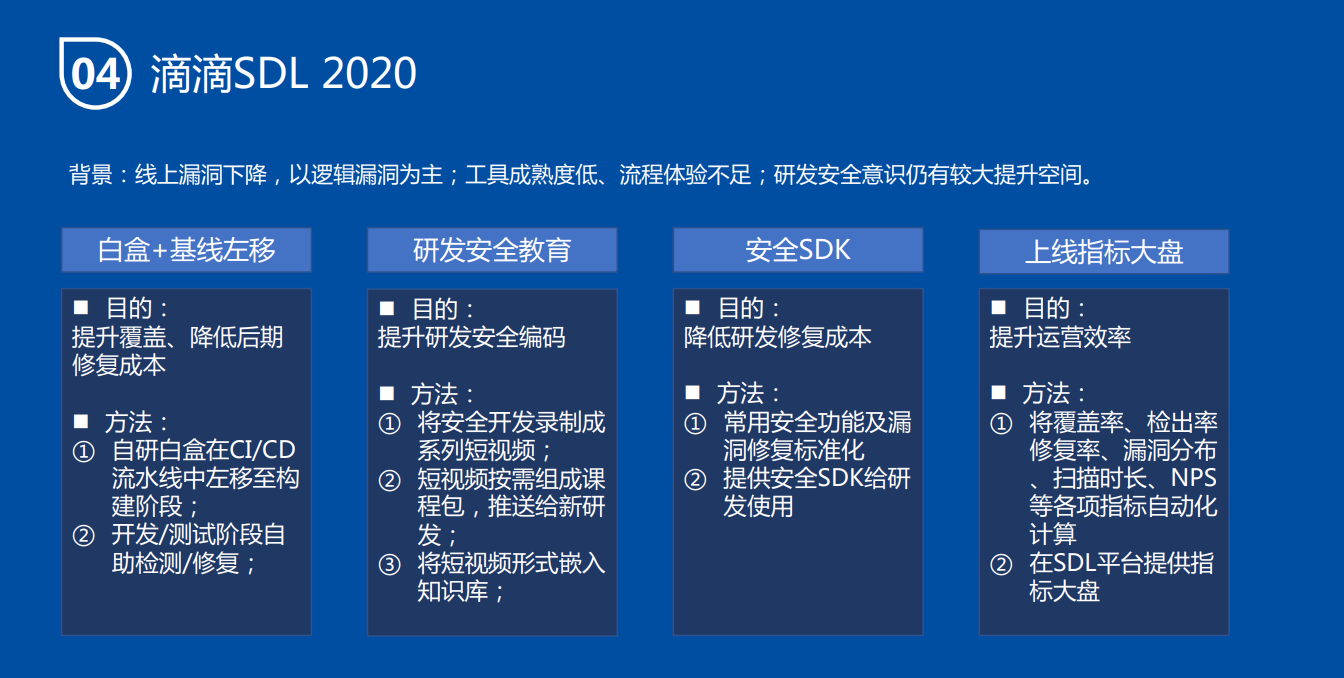 04 滴滴SDL 2020
背景：线上漏洞下降，以逻辑漏洞为主；工具成熟度低、流程体验不足；研发安全意识仍有较大提升空间。
白盒+基线左移
■ 目的：
提升覆盖、降低后期
修复成本
■ 方法：
① 自研白盒在CI/CD
流水线中左移至构
建阶段；
② 开发/测试阶段自
助检测/修复；
研发安全教育
■ 目的：
提升研发安全编码
■ 方法：
① 将安全开发录制成
系列短视频；
② 短视频按需组成课
程包，推送给新研
发；
③ 将短视频形式嵌入
知识库；
安全SDK
■ 目的：
降低研发修复成本
■ 方法：
① 常用安全功能及漏
洞修复标准化
② 提供安全SDK给研
发使用
上线指标大盘
■ 目的：
提升运营效率
■ 方法：
① 将覆盖率、检出率
修复率、漏洞分布
、扫描时长、NPS
等各项指标自动化
计算
② 在SDL平台提供指
标大盘